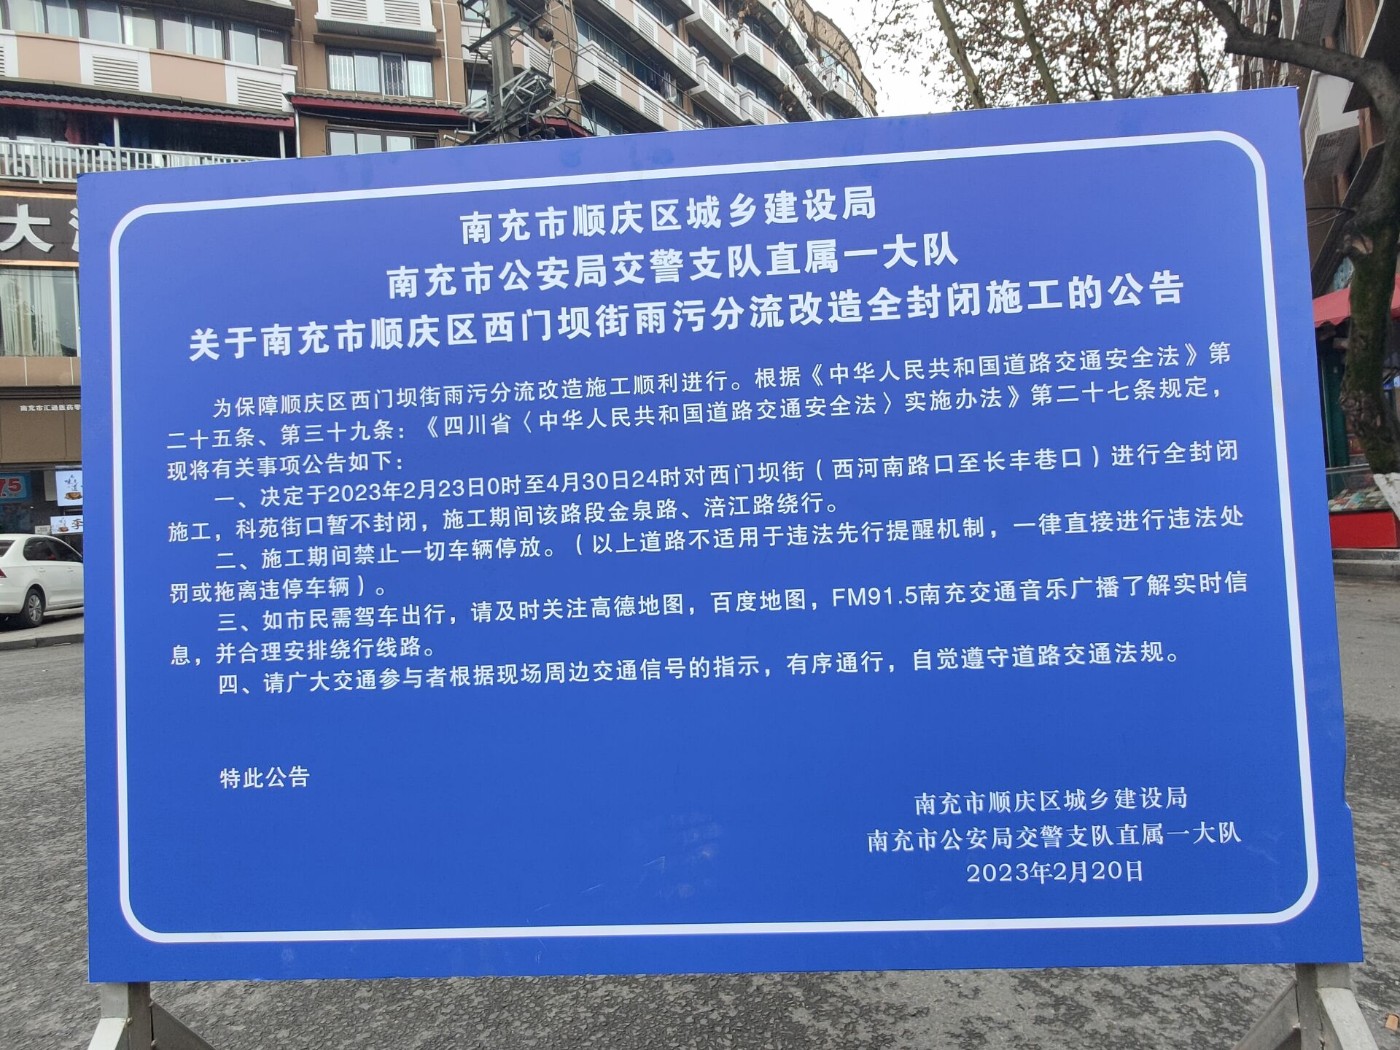 南充市顺庆区城乡建设局
南充市公安局交警支队直属一大队
关于南充市顺庆区西门坝街雨污分流改造全封闭施工的公告
为保障顺庆区西门坝街雨污分流改造施工顺利进行。根据《中华人民共和国道路交通安全法》第
二十五条、第三十九条：《四川省〈中华人民共和国道路交通安全法〉实施办法》第二十七条规定，
现将有关事项公告如下：
一、决定于2023年2月23日0时至4月30日24时对西门坝街（西河南路口至长丰巷口）进行全封闭
施工，科苑街口暂不封闭，施工期间该路段金泉路、涪江路绕行。
二、施工期间禁止一切车辆停放。（以上道路不适用于违法先行提醒机制，一律直接进行违法处
罚或拖离违停车辆）。
三、如市民需驾车出行，请及时关注高德地图，百度地图，FM91.5南充交通音乐广播了解实时信
息，并合理安排绕行线路。
四、请广大交通参与者根据现场周边交通信号的指示，有序通行，自觉遵守道路交通法规。
特此公告
南充市顺庆区城乡建设局
南充市公安局交警支队直属一大队
2023年2月20日
大
7.5